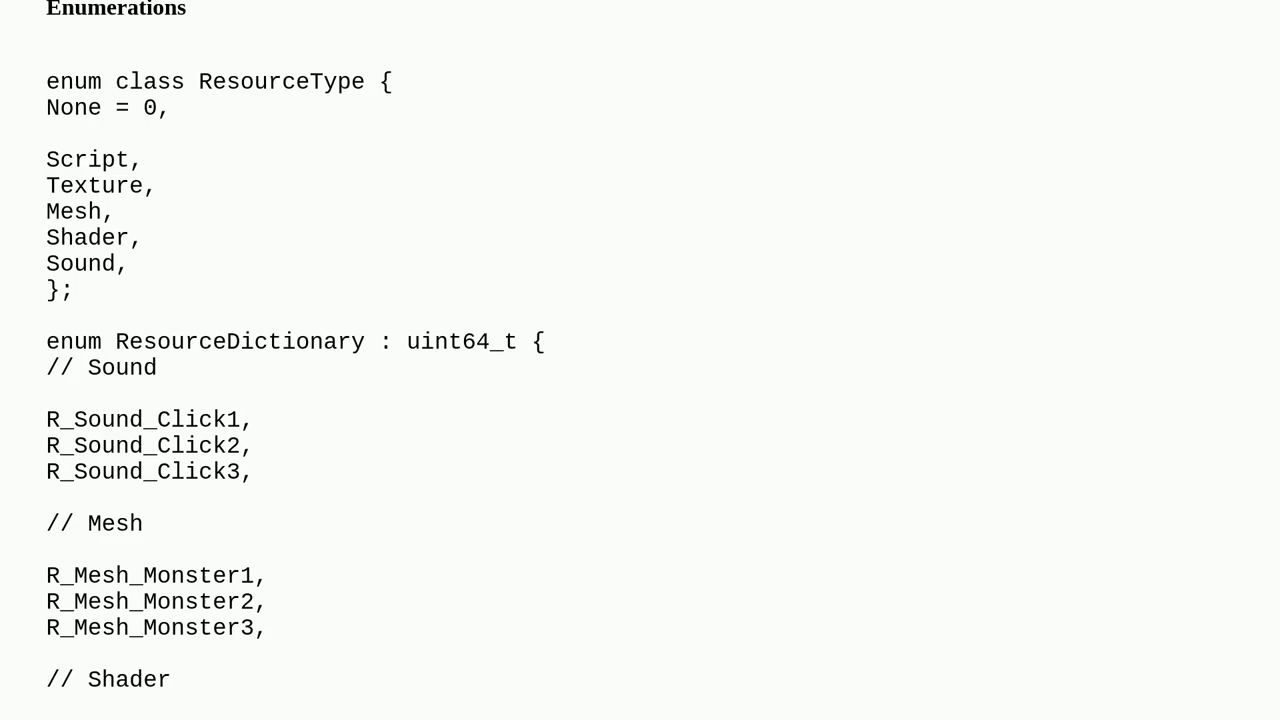 Enumerations
enum class ResourceType {
None = 0,
Script,
Texture,
Mesh,
Shader,
Sound,
};
enum ResourceDictionary : uint64_t {
// Sound
R_Sound_Click1,
R_Sound_Click2,
R_Sound_Click3,
// Mesh
R_Mesh_Monster1,
R_Mesh_Monster2,
R_Mesh_Monster3,
// Shader